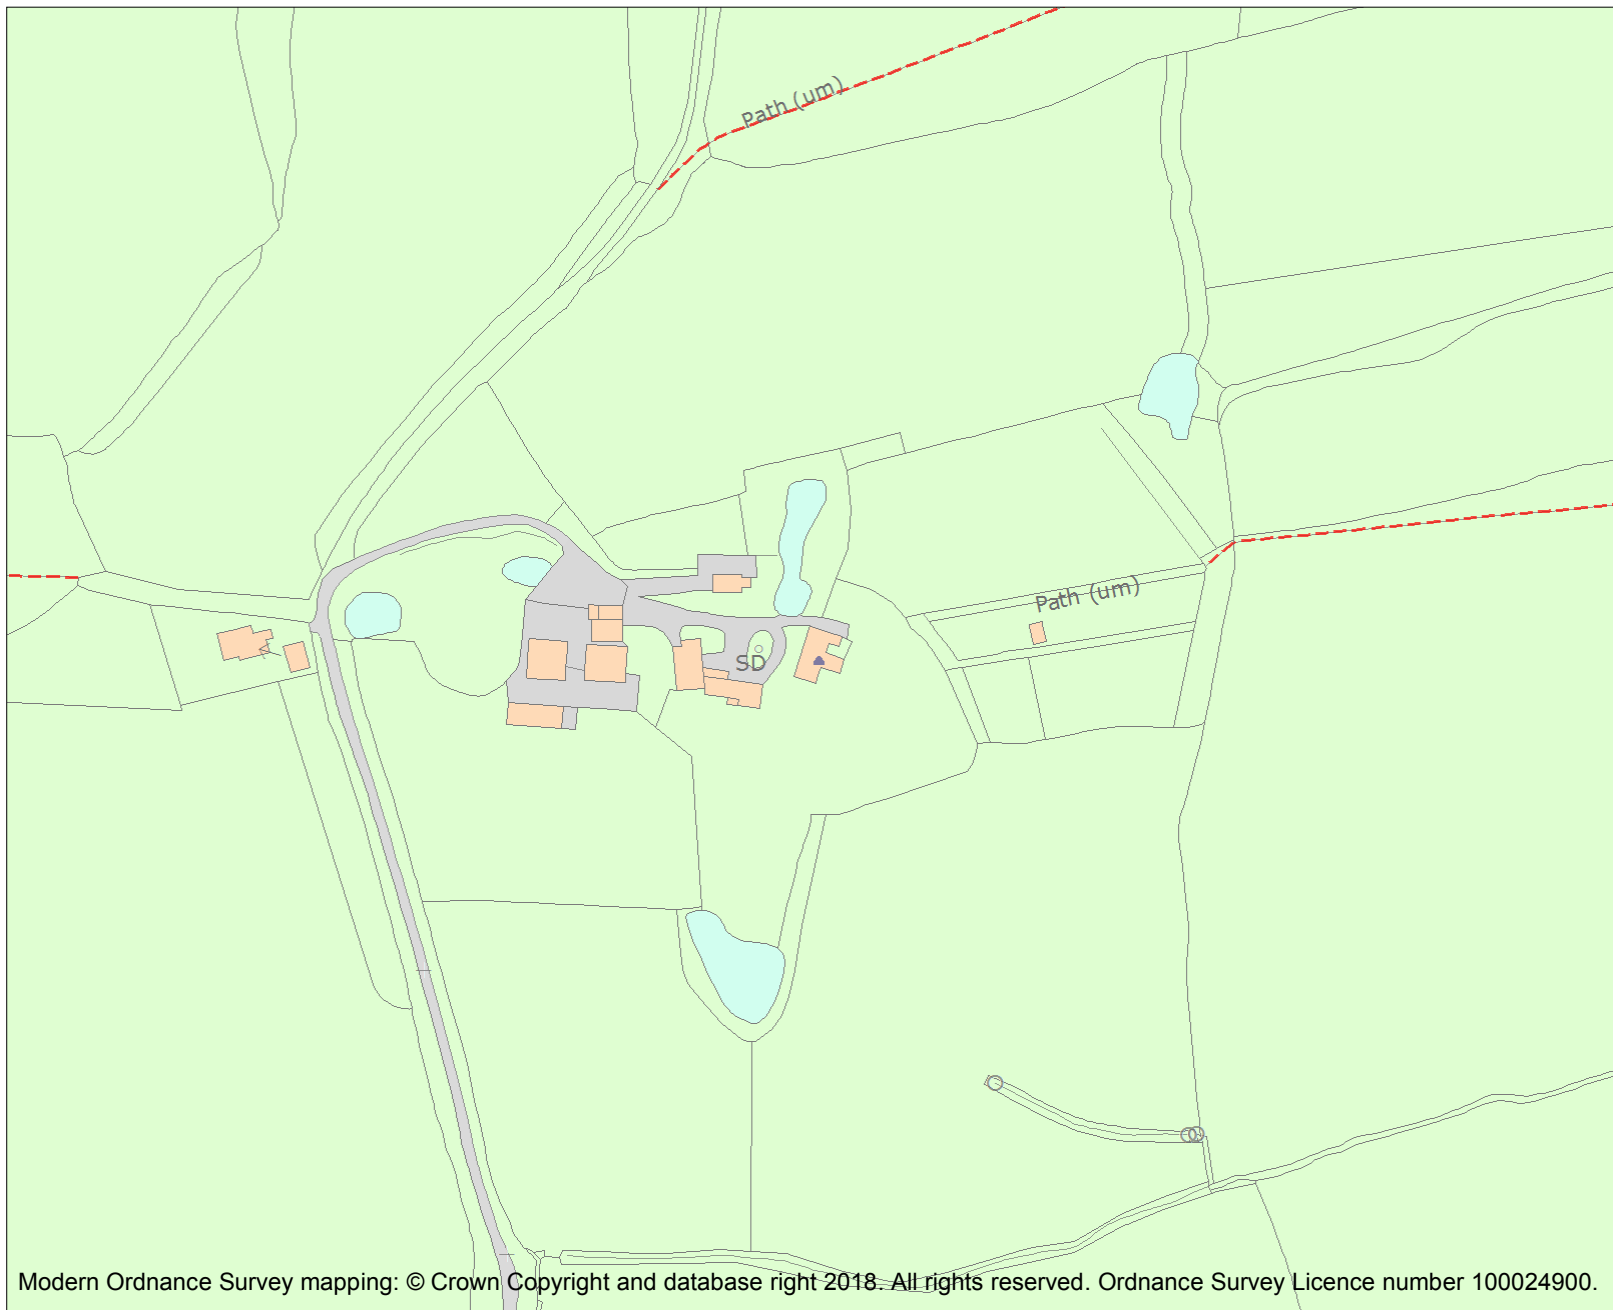 Path (um)
Path (um)
SD
Modern Ordnance Survey mapping: © Crown Copyright and database right 2018. All rights reserved. Ordnance Survey Licence number 100024900.